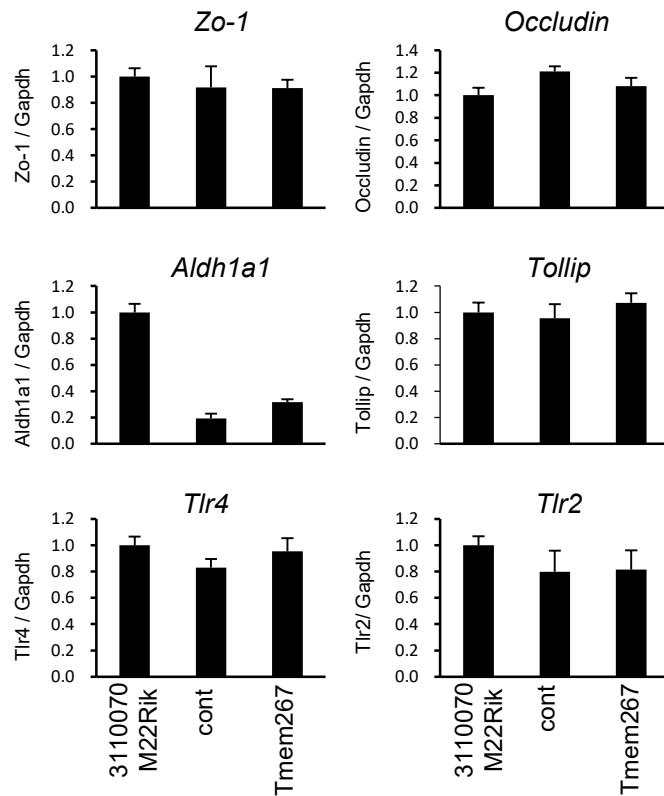 Zo-1
Zo-1 / Gapdh
1.2
1.0
0.8
0.6
0.4
0.2
0.0
Occludin
Occludin / Gapdh
1.4
1.2
1.0
0.8
0.6
0.4
0.2
0.0
Aldh1a1
Aldh1a1 / Gapdh
1.2
1.0
0.8
0.6
0.4
0.2
0.0
Tollip
Tollip / Gapdh
1.2
1.0
0.8
0.6
0.4
0.2
0.0
Tlr4
Tlr4 / Gapdh
1.2
1.0
0.8
0.6
0.4
0.2
0.0
3110070
M22Rik
cont
Tmem267
Tlr2
Tlr2/ Gapdh
1.2
1.0
0.8
0.6
0.4
0.2
0.0
3110070
M22Rik
cont
Tmem267